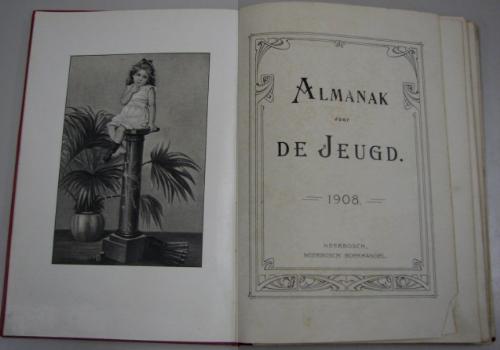 ALMANAK
voor
DE JEUGD.
1908.
NEERBOSCH,
NEERBOSCH' BOEKHANDEL.